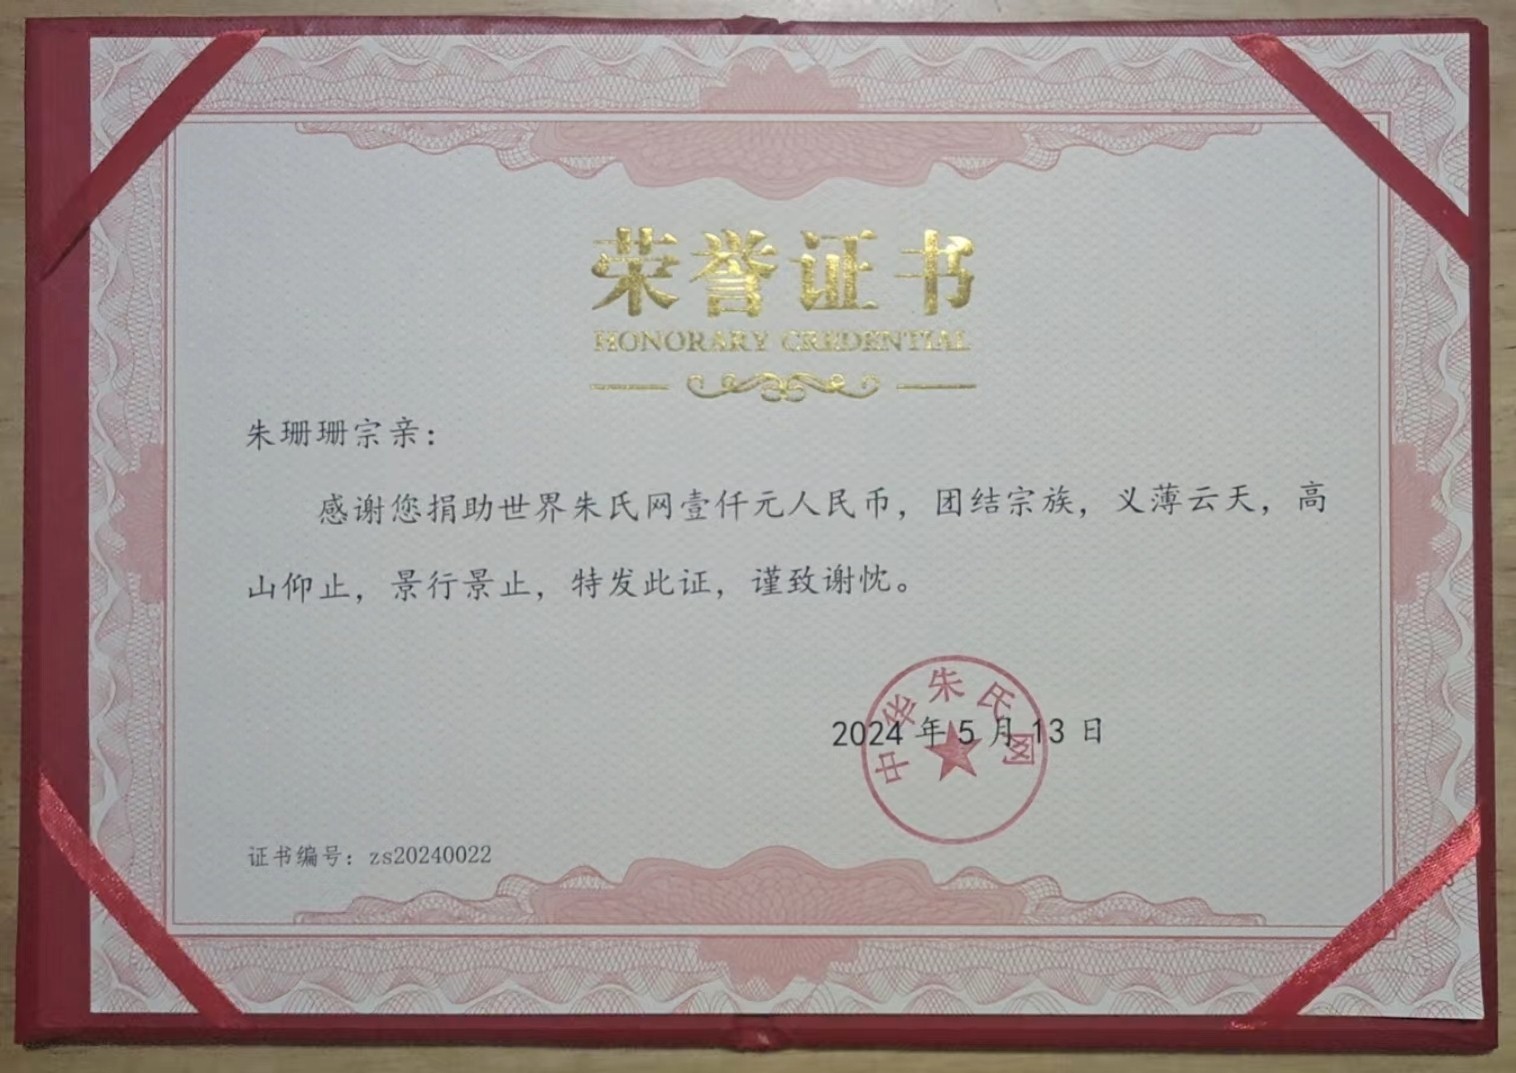 荣誉证书
HONORARY CREDENTIAL
朱珊珊宗亲：
感谢您捐助世界朱氏网壹仟元人民币，团结宗族，义薄云天，高
山仰止，景行景止，特发此证，谨致谢忱。
中华朱氏网
2024年5月13日
证书编号：zs20240022